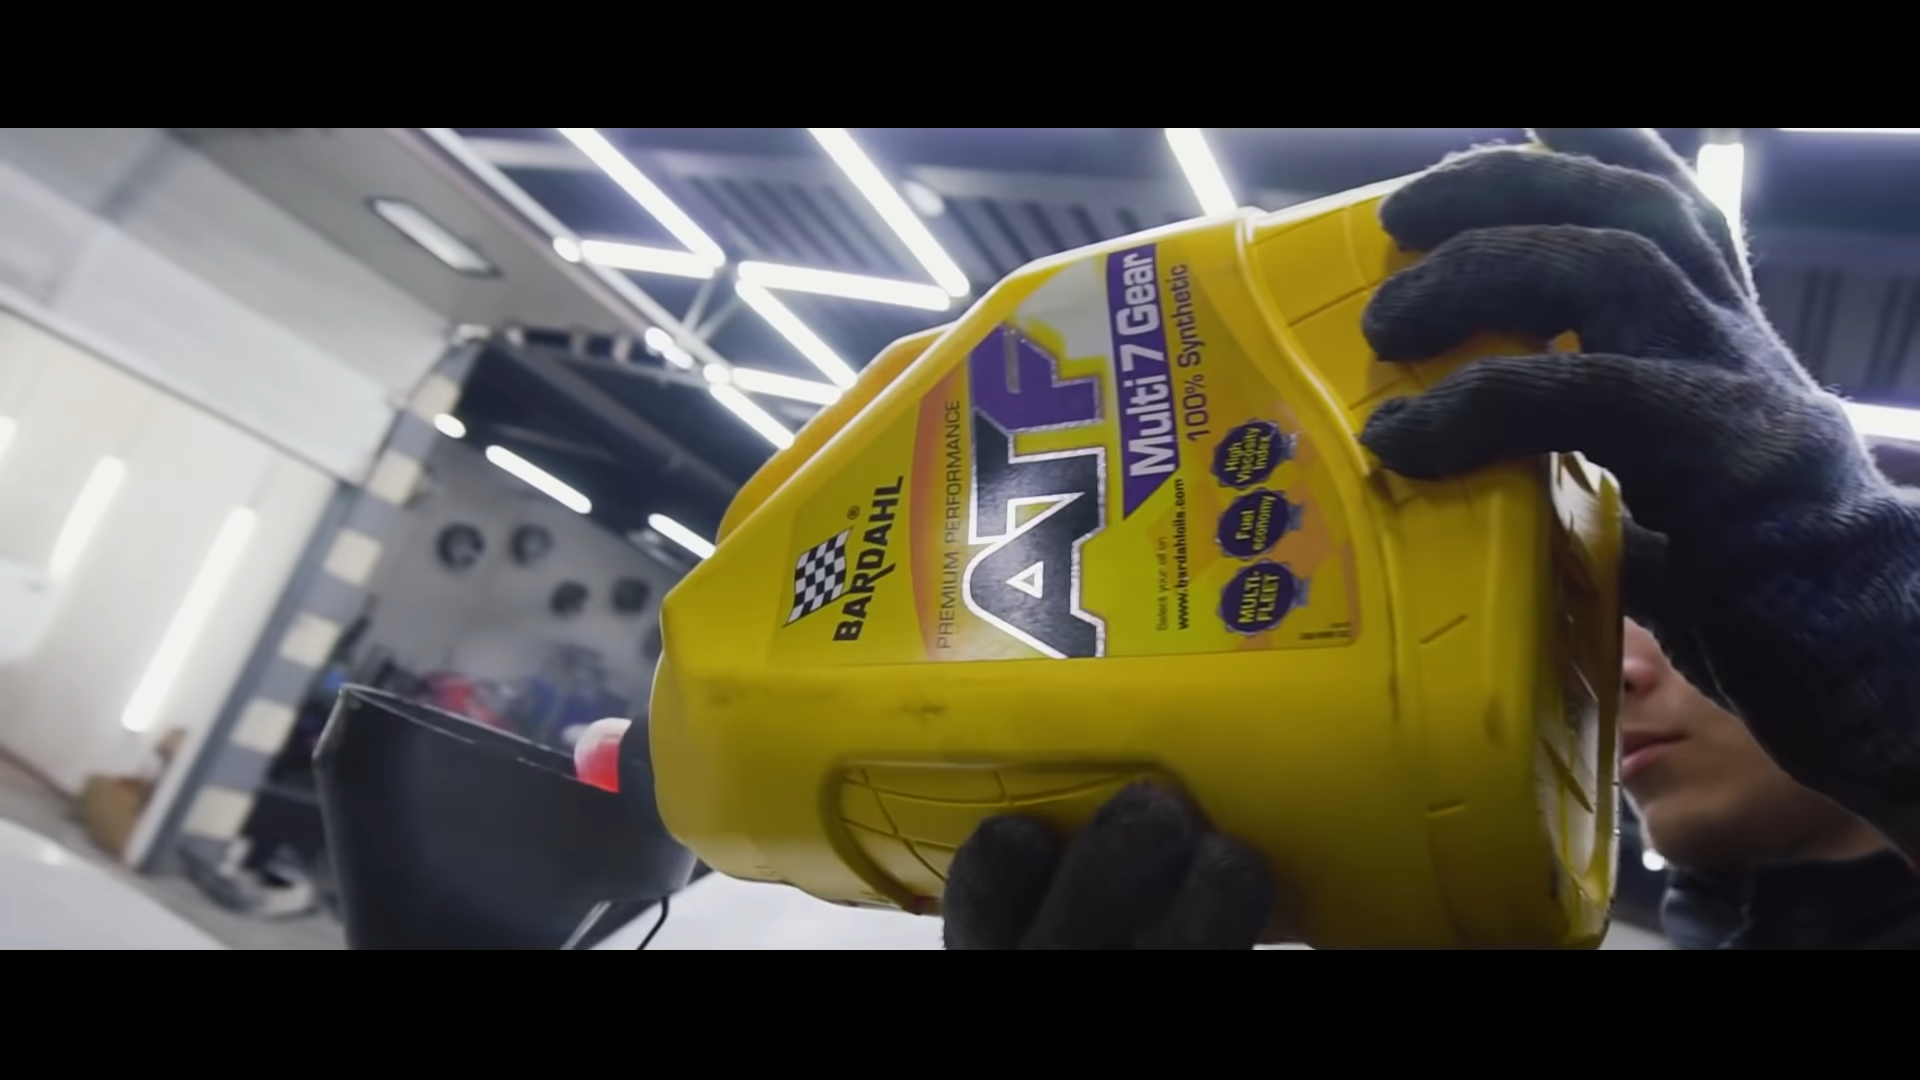 BARDAHL®
PREMIUM PERFORMANCE
ATF
Multi 7 Gear
100% Synthetic
Select your oil on
www.bardahloils.com
High Viscosity Index
Fuel economy
MULTI-FLEET